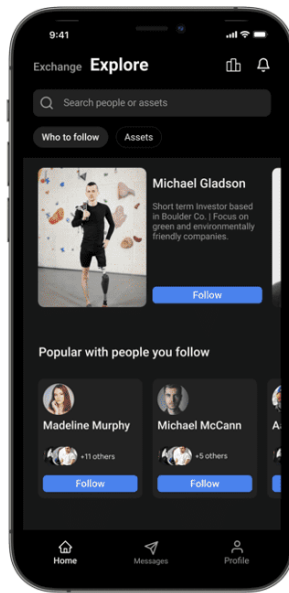 9:41
Exchange Explore
Search people or assets
Who to follow Assets
Michael Gladson
Short term Investor based
in Boulder Co. | Focus on
green and environmentally
friendly companies.
Follow
Popular with people you follow
Madeline Murphy
+11 others
Follow
Michael McCann
+5 others
Follow
Home Messages Profile